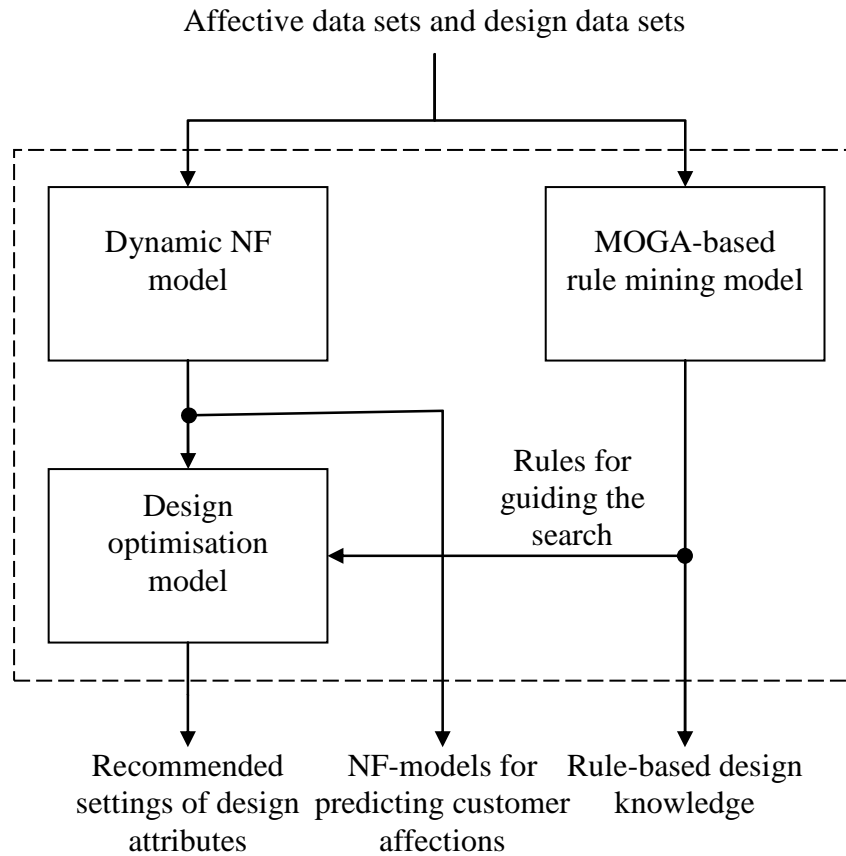 Affective data sets and design data sets
Dynamic NF
model
MOGA-based
rule mining model
Rules for
guiding the
search
Design
optimisation
model
Recommended
settings of design
attributes
NF-models for
predicting customer
affections
Rule-based design
knowledge